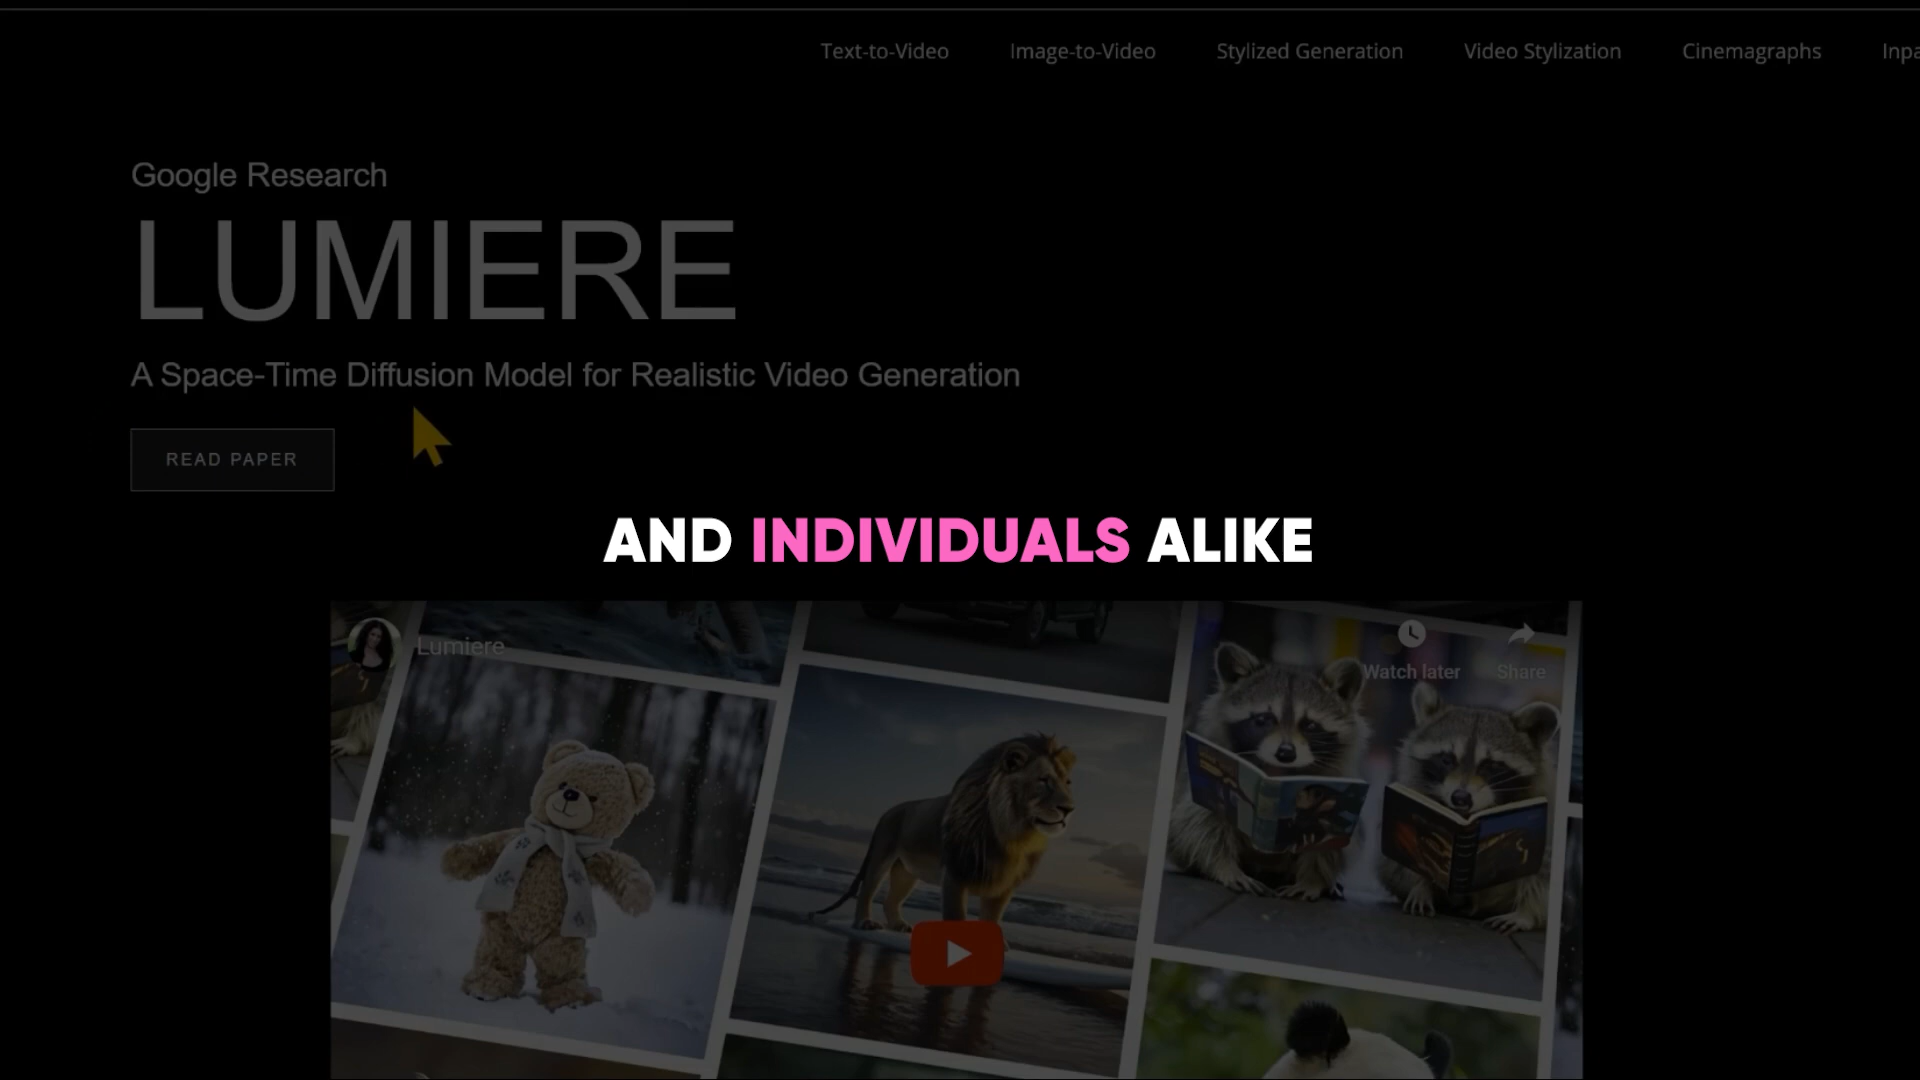 Text-to-Video Image-to-Video Stylized Generation Video Stylization Cinemagraphs Inpa
Google Research
LUMIERE
A Space-Time Diffusion Model for Realistic Video Generation
READ PAPER
AND INDIVIDUALS ALIKE
Lumiere
Watch later Share